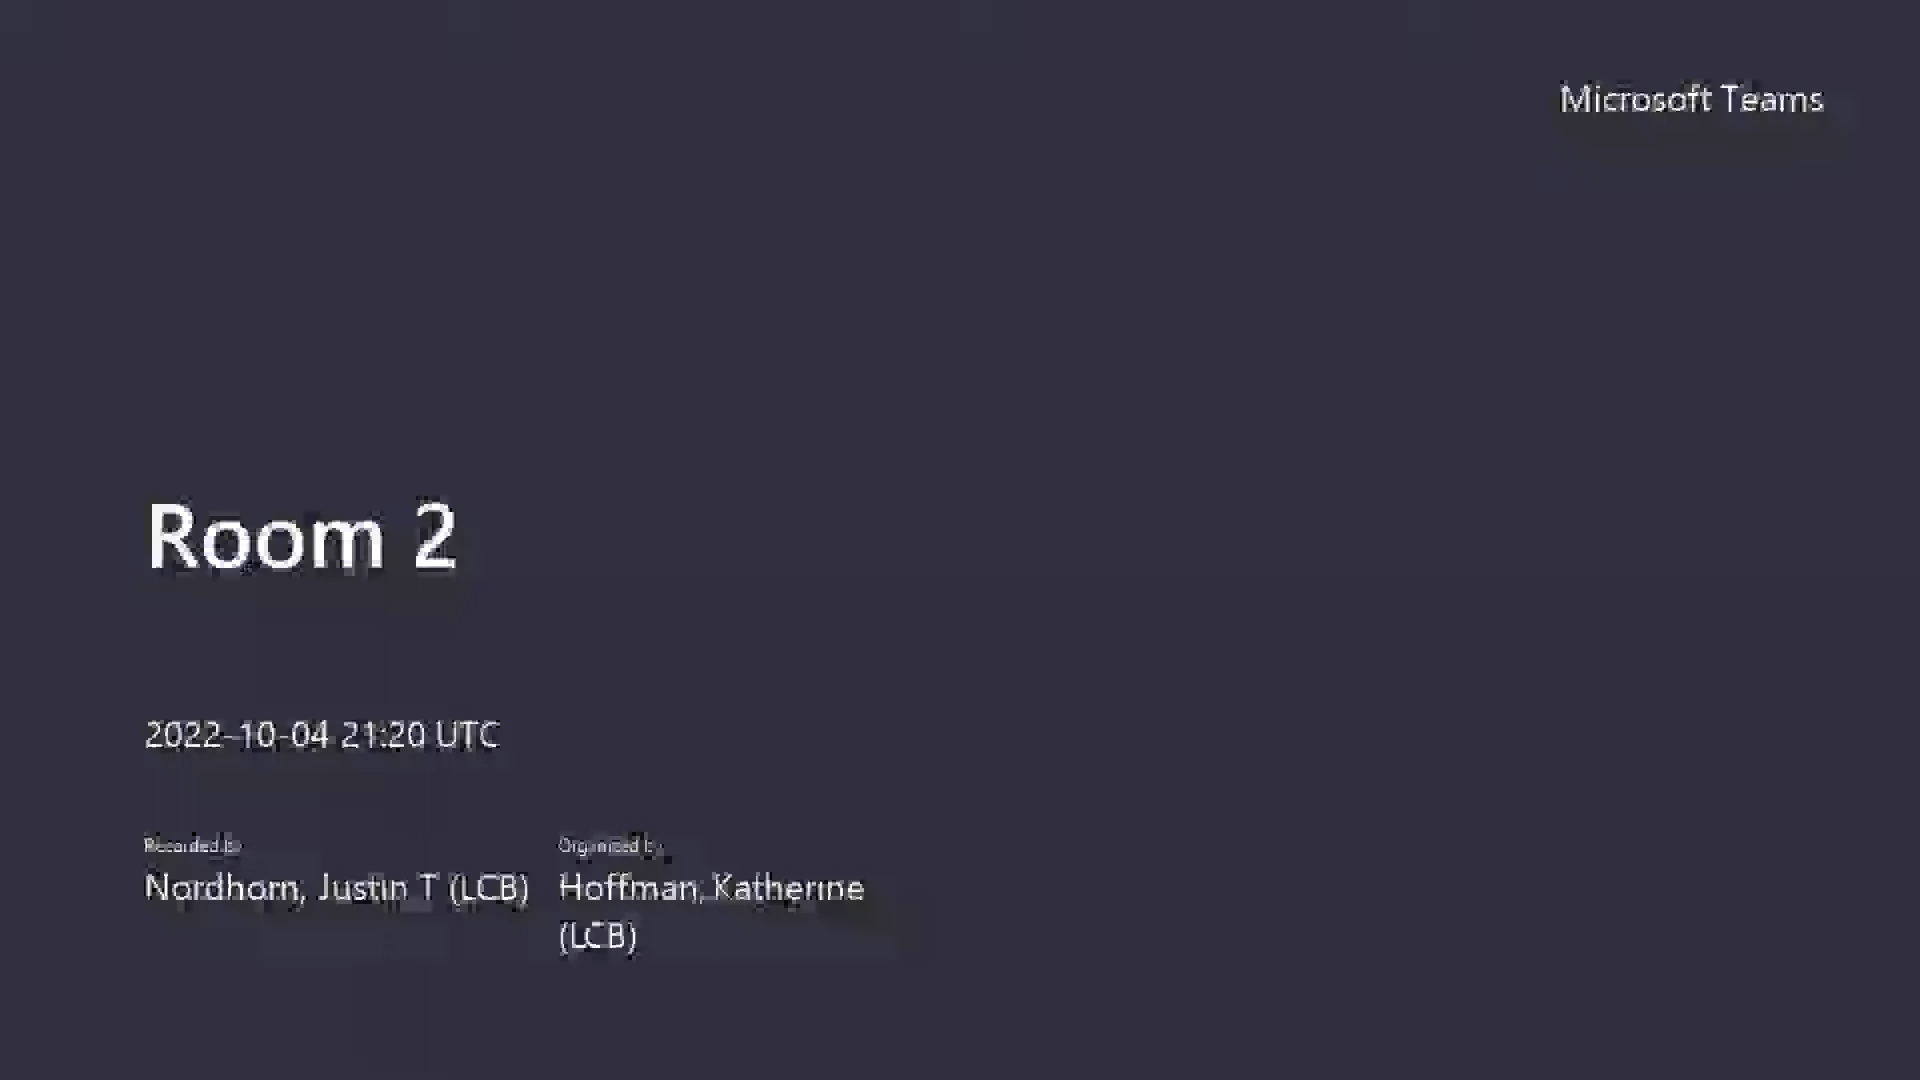 Microsoft Teams
Room 2
2022-10-04 21:20 UTC
Recorded by
Organized by
Nordhorn, Justin T (LCB)
Hoffman, Katherine
(LCB)